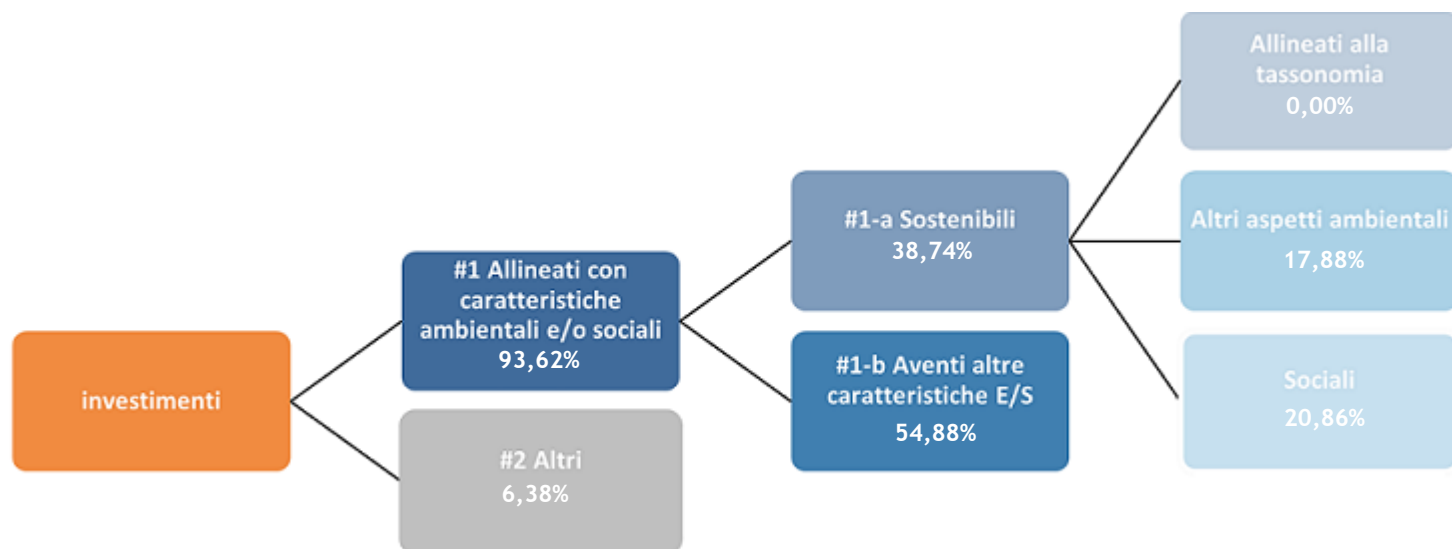 investimenti
#1 Allineati con
caratteristiche
ambientali e/o sociali
93,62%
#2 Altri
6,38%
#1-a Sostenibili
38,74%
#1-b Aventi altre
caratteristiche E/S
54,88%
Allineati alla
tassonomia
0,00%
Altri aspetti ambientali
17,88%
Sociali
20,86%